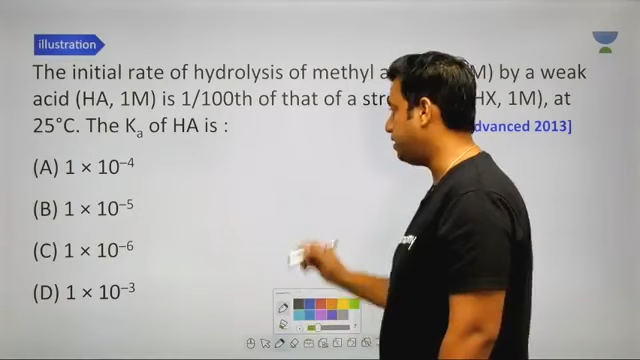 illustration
The initial rate of hydrolysis of methyl M) by a weak
acid (HA, 1M) is 1/100th of that of a HX, 1M), at
25°C. The Ka of HA is : dvanced 2013]
(A) 1 × 10⁻⁴
(B) 1 × 10⁻⁵
(C) 1 × 10⁻⁶
(D) 1 × 10⁻³
7